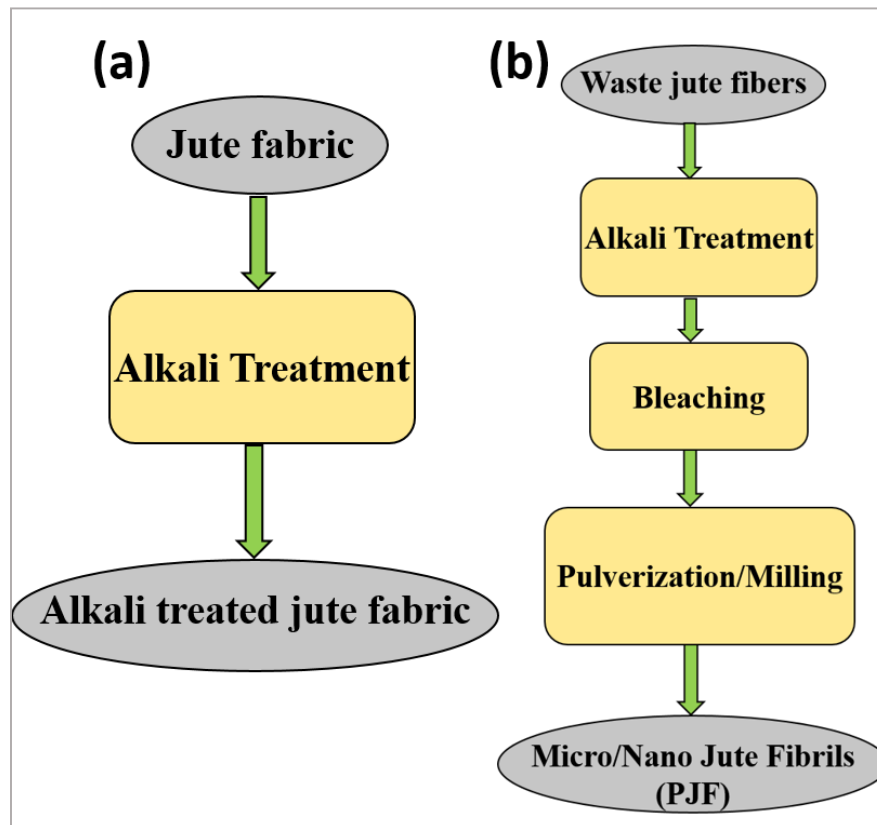 (a)
Jute fabric
Alkali Treatment
Alkali treated jute fabric
(b)
Waste jute fibers
Alkali Treatment
Bleaching
Pulverization/Milling
Micro/Nano Jute Fibrils
(PJF)